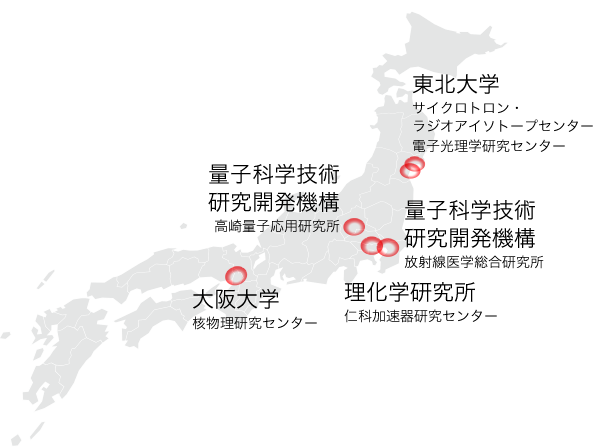 東北大学
サイクロトロン・
ラジオアイソトープセンター
電子光理学研究センター
量子科学技術
研究開発機構
高崎量子応用研究所
量子科学技術
研究開発機構
放射線医学総合研究所
大阪大学
核物理研究センター
理化学研究所
仁科加速器研究センター